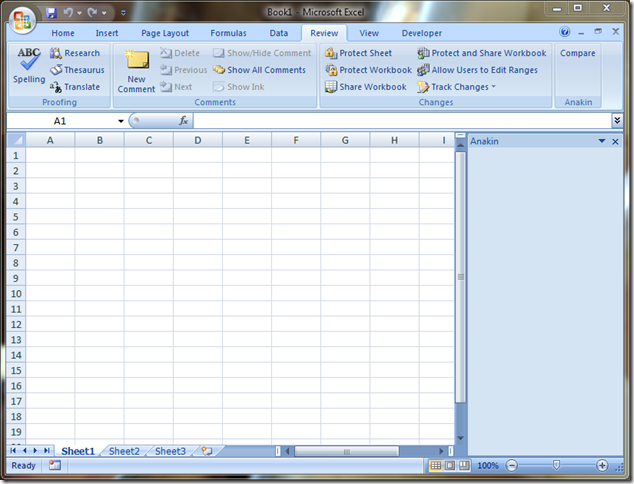 Book1 - Microsoft Excel
Home Insert Page Layout Formulas Data Review View Developer
ABC Spelling
Research
Thesaurus
Translate
Proofing
New Comment
Delete
Previous
Next
Show/Hide Comment
Show All Comments
Show Ink
Comments
Protect Sheet
Protect Workbook
Share Workbook
Protect and Share Workbook
Allow Users to Edit Ranges
Track Changes
Changes
Compare
Anakin
A1 fx
A B C D E F G H I
Anakin
1
2
3
4
5
6
7
8
9
10
11
12
13
14
15
16
17
18
19
Sheet1 Sheet2 Sheet3
Ready 100%